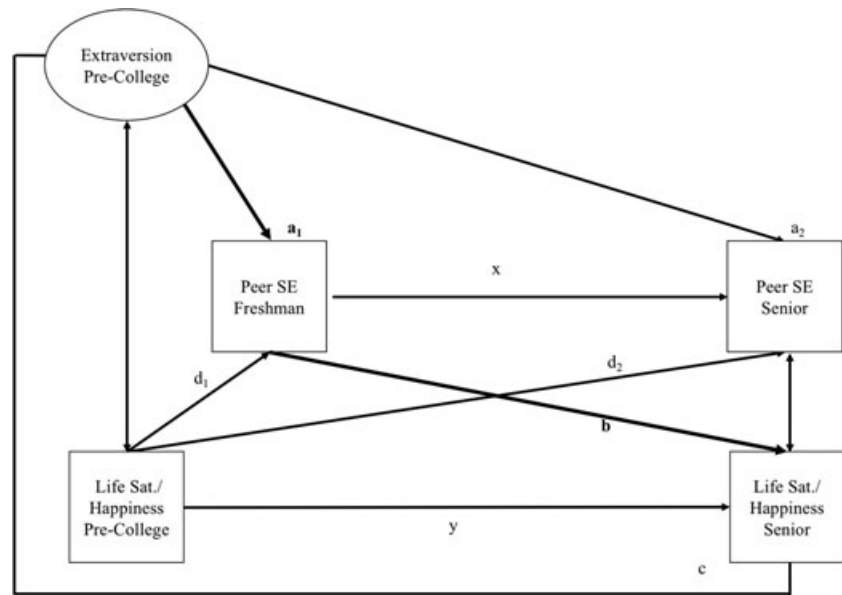 Extraversion
Pre-College
a₁
a₂
Peer SE
Freshman
x
Peer SE
Senior
d₁
d₂
b
Life Sat./
Happiness
Pre-College
y
Life Sat./
Happiness
Senior
c